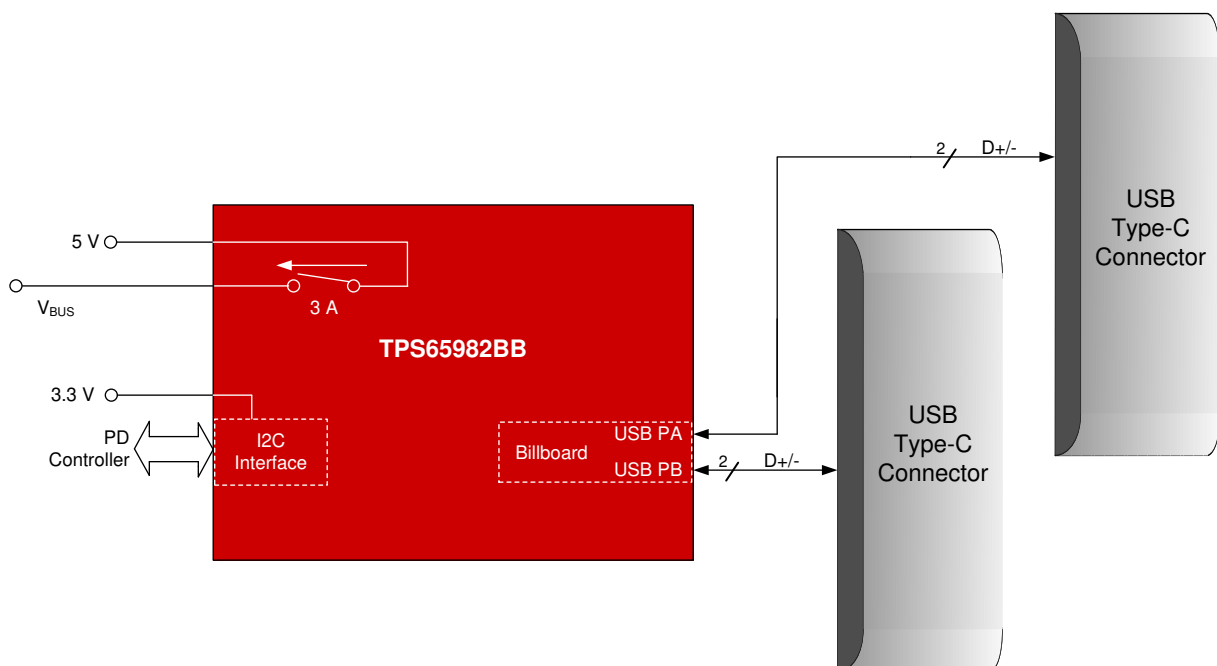 5 V
V_BUS
3 A
TPS65982BB
3.3 V
PD
Controller
I2C
Interface
Billboard
USB PA
USB PB
2
D+/-
2
D+/-
USB
Type-C
Connector
USB
Type-C
Connector